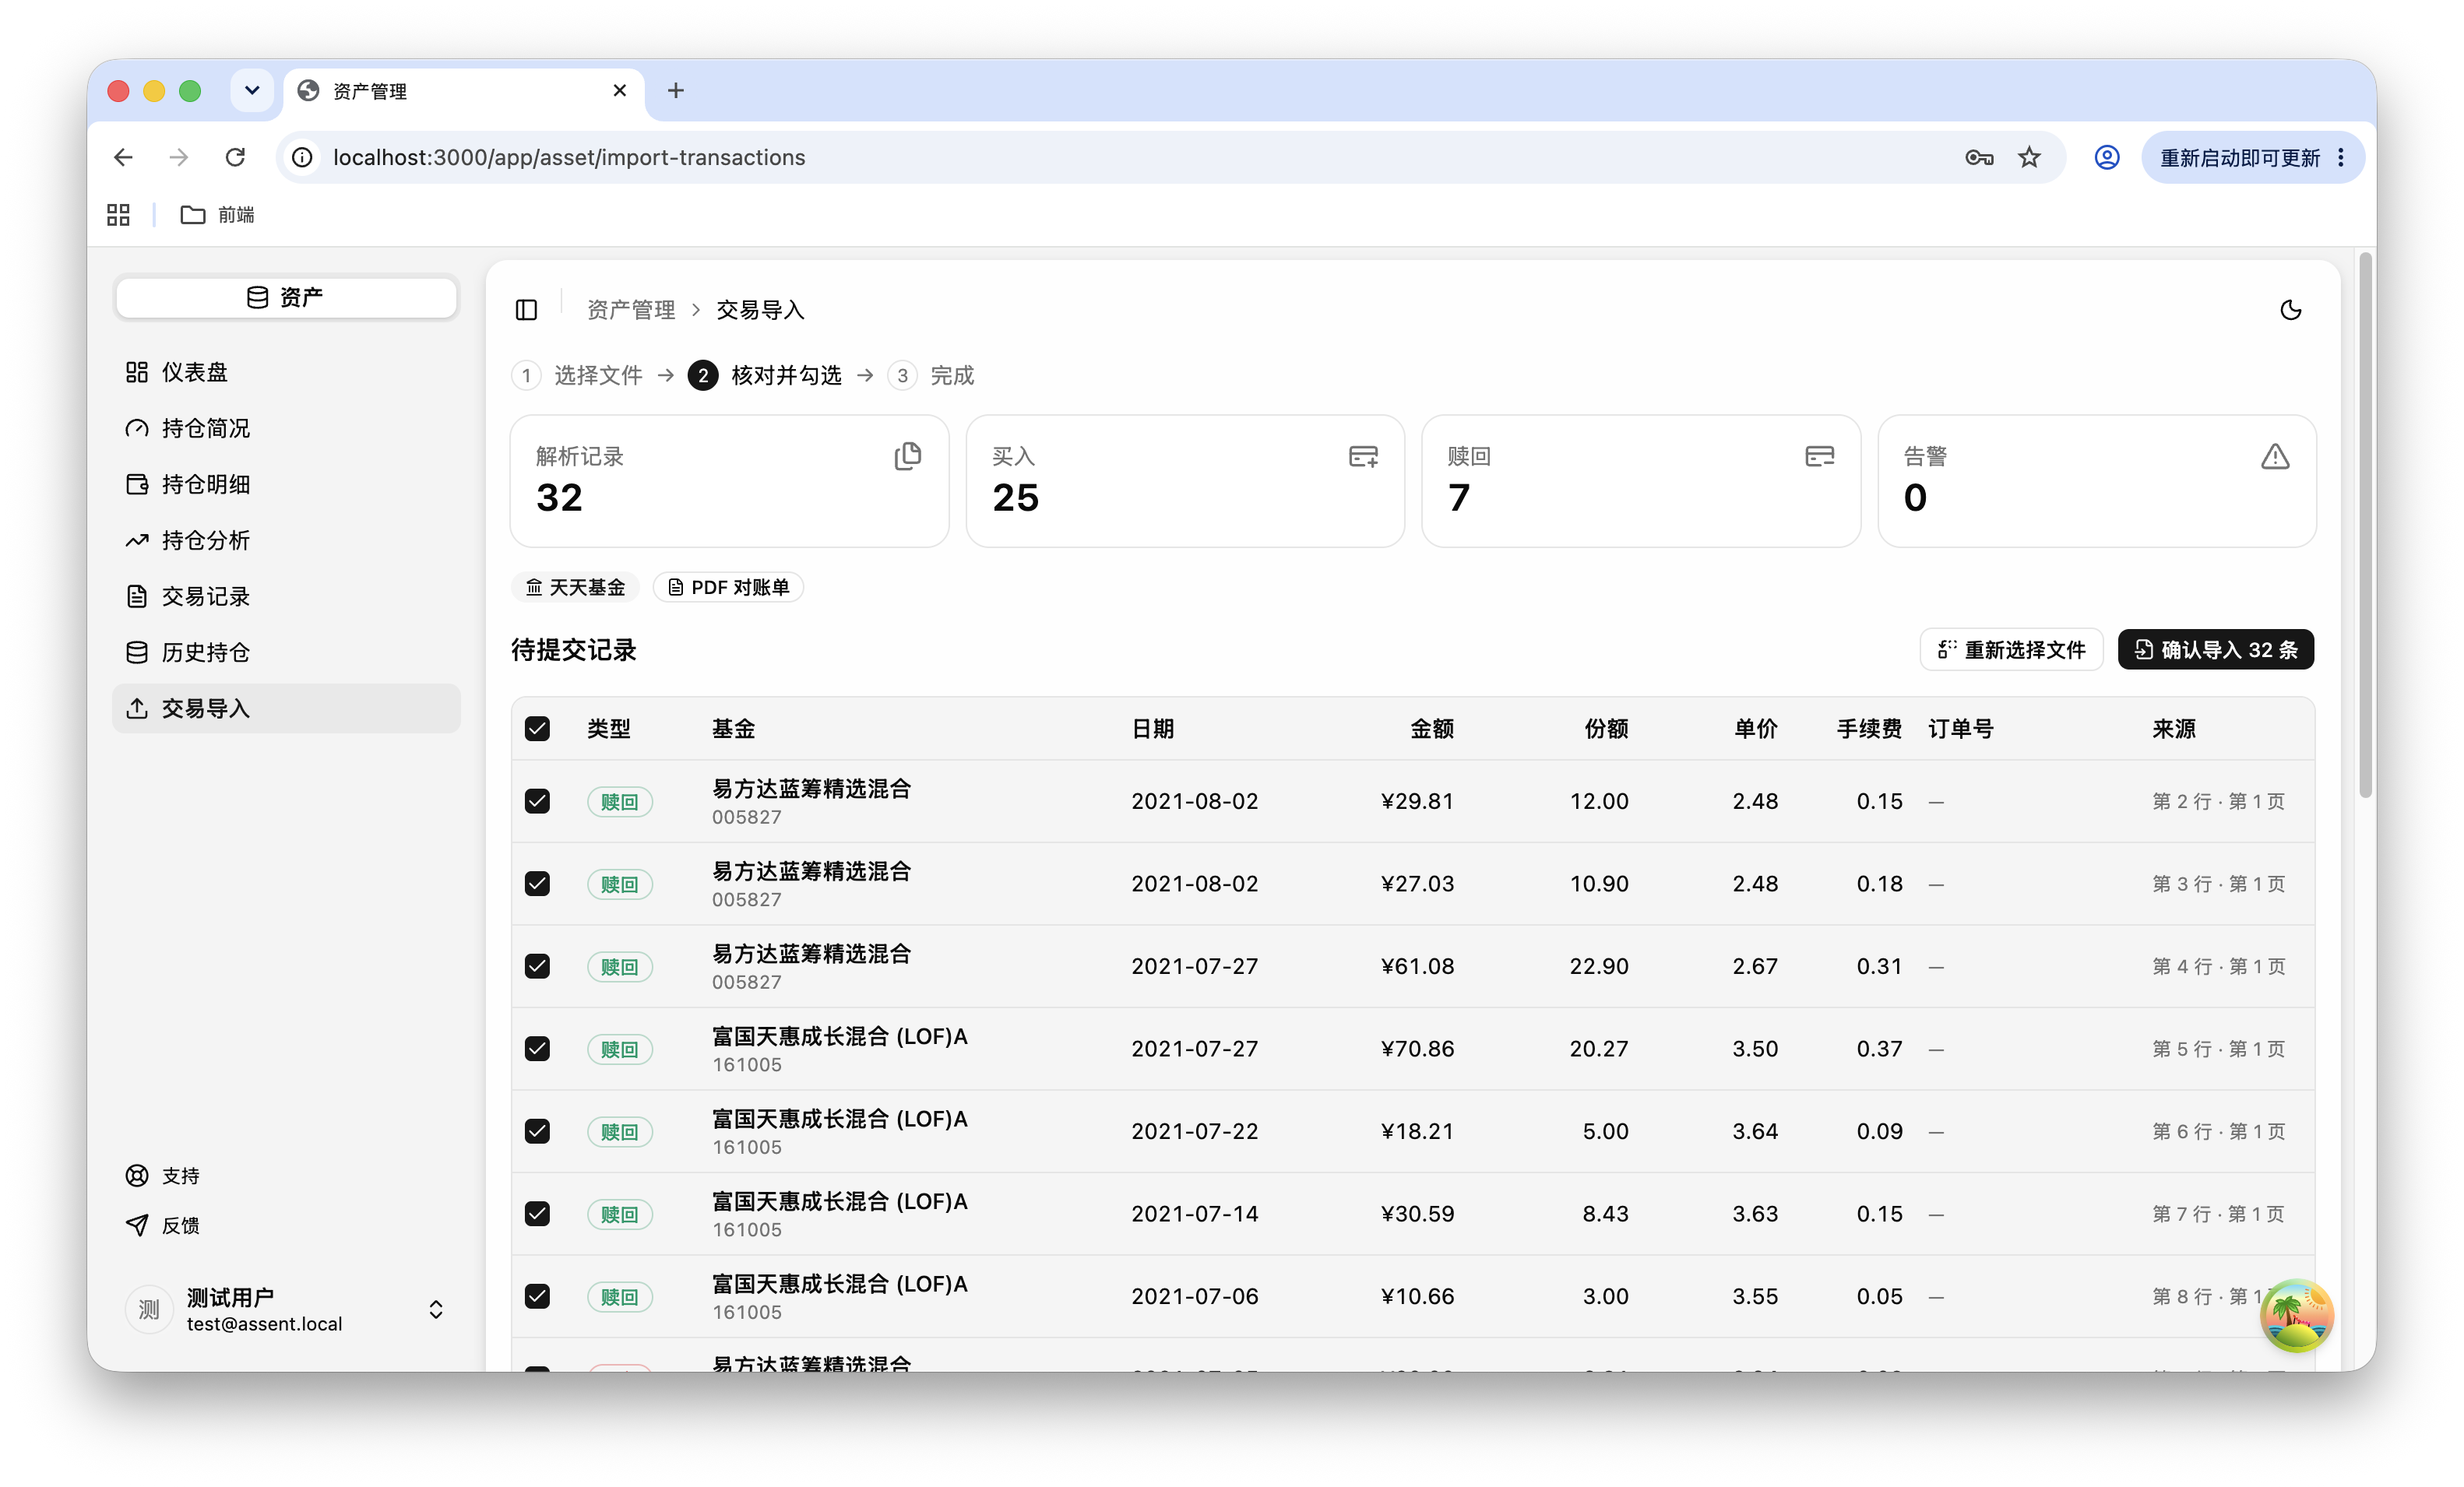 资产管理
localhost:3000/app/asset/import-transactions
重新启动即可更新
前端
资产
仪表盘
持仓简况
持仓明细
持仓分析
交易记录
历史持仓
交易导入
支持
反馈
测
测试用户
test@assent.local
资产管理 > 交易导入
1 选择文件 → 2 核对并勾选 → 3 完成
解析记录
32
买入
25
赎回
7
告警
0
天天基金 PDF 对账单
待提交记录
重新选择文件 确认导入 32 条
类型 基金 日期 金额 份额 单价 手续费 订单号 来源
赎回 易方达蓝筹精选混合 2021-08-02 ¥29.81 12.00 2.48 0.15 — 第 2 行 · 第 1 页
005827
赎回 易方达蓝筹精选混合 2021-08-02 ¥27.03 10.90 2.48 0.18 — 第 3 行 · 第 1 页
005827
赎回 易方达蓝筹精选混合 2021-07-27 ¥61.08 22.90 2.67 0.31 — 第 4 行 · 第 1 页
005827
赎回 富国天惠成长混合 (LOF)A 2021-07-27 ¥70.86 20.27 3.50 0.37 — 第 5 行 · 第 1 页
161005
赎回 富国天惠成长混合 (LOF)A 2021-07-22 ¥18.21 5.00 3.64 0.09 — 第 6 行 · 第 1 页
161005
赎回 富国天惠成长混合 (LOF)A 2021-07-14 ¥30.59 8.43 3.63 0.15 — 第 7 行 · 第 1 页
161005
赎回 富国天惠成长混合 (LOF)A 2021-07-06 ¥10.66 3.00 3.55 0.05 — 第 8 行 · 第 1
161005
易方达蓝筹精选混合